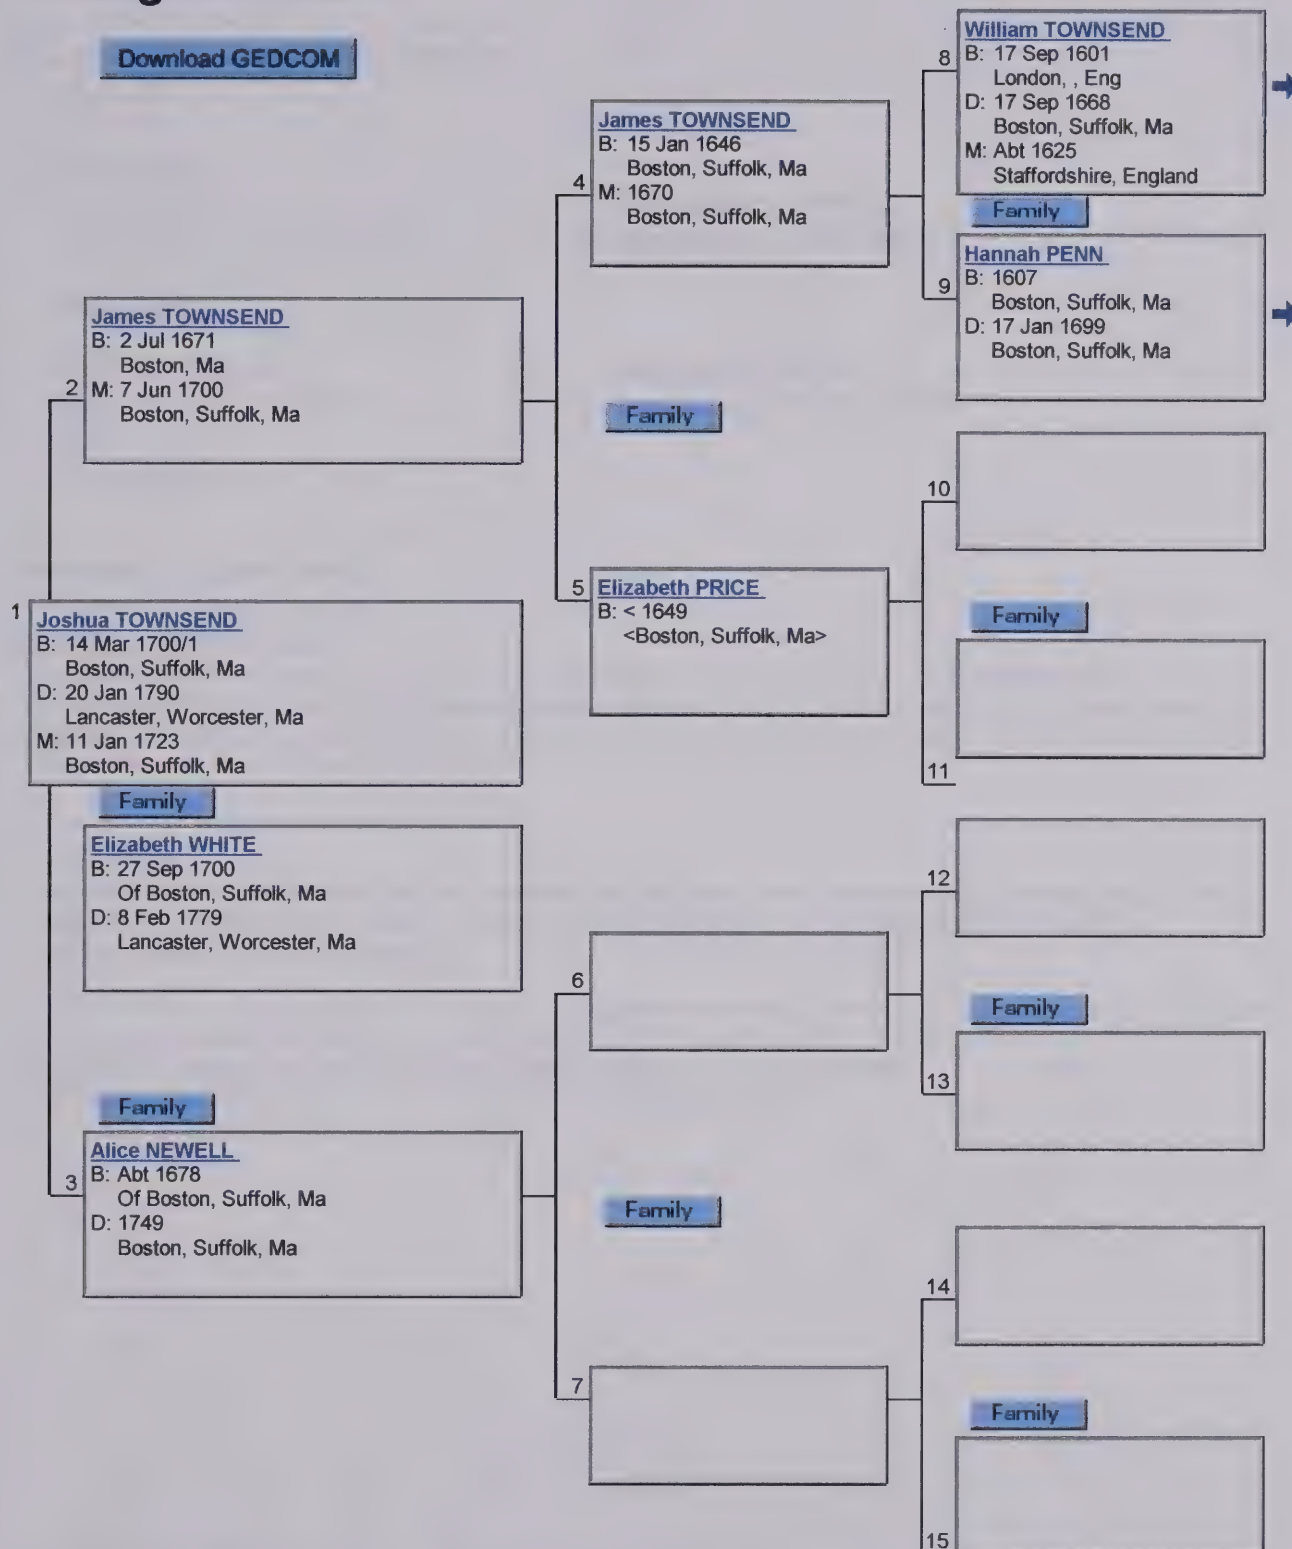 Download GEDCOM
8
William TOWNSEND
B: 17 Sep 1601
London, , Eng
D: 17 Sep 1668
Boston, Suffolk, Ma
M: Abt 1625
Staffordshire, England
Family
4
James TOWNSEND
B: 15 Jan 1646
Boston, Suffolk, Ma
M: 1670
Boston, Suffolk, Ma
9
Hannah PENN
B: 1607
Boston, Suffolk, Ma
D: 17 Jan 1699
Boston, Suffolk, Ma
2
James TOWNSEND
B: 2 Jul 1671
Boston, Ma
M: 7 Jun 1700
Boston, Suffolk, Ma
Family
10
5
Elizabeth PRICE
B: < 1649
<Boston, Suffolk, Ma>
Family
11
1
Joshua TOWNSEND
B: 14 Mar 1700/1
Boston, Suffolk, Ma
D: 20 Jan 1790
Lancaster, Worcester, Ma
M: 11 Jan 1723
Boston, Suffolk, Ma
Family
Elizabeth WHITE
B: 27 Sep 1700
Of Boston, Suffolk, Ma
D: 8 Feb 1779
Lancaster, Worcester, Ma
12
6
Family
13
Family
3
Alice NEWELL
B: Abt 1678
Of Boston, Suffolk, Ma
D: 1749
Boston, Suffolk, Ma
Family
14
7
Family
15